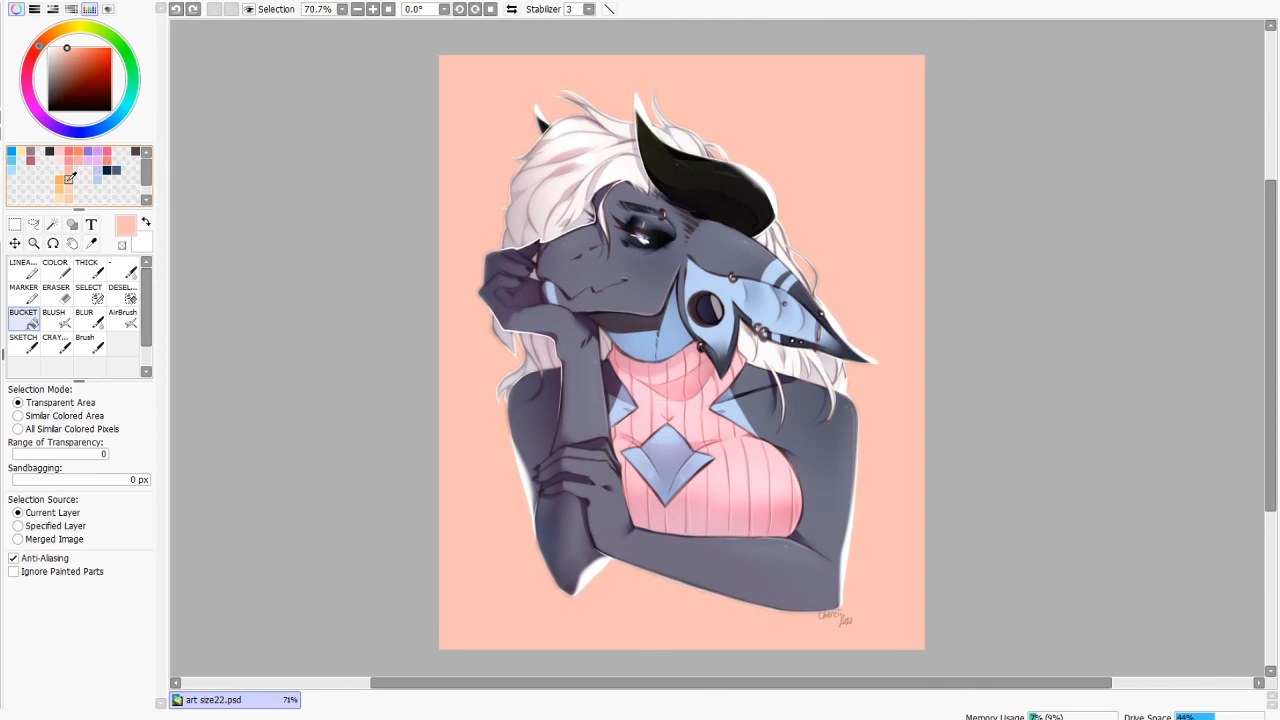 Selection 70.7% 0.0° Stabilizer 3
T
LINEA... COLOR THICK -
MARKER ERASER SELECT DESEL...
BUCKET BLUSH BLUR AirBrush
SKETCH CRAY... Brush
Selection Mode:
Transparent Area
Similar Colored Area
All Similar Colored Pixels
Range of Transparency:
0
Sandbagging:
0 px
Selection Source:
Current Layer
Specified Layer
Merged Image
Anti-Aliasing
Ignore Painted Parts
art size22.psd 71%
Memory Usage 7% (9%) Drive Space 44%